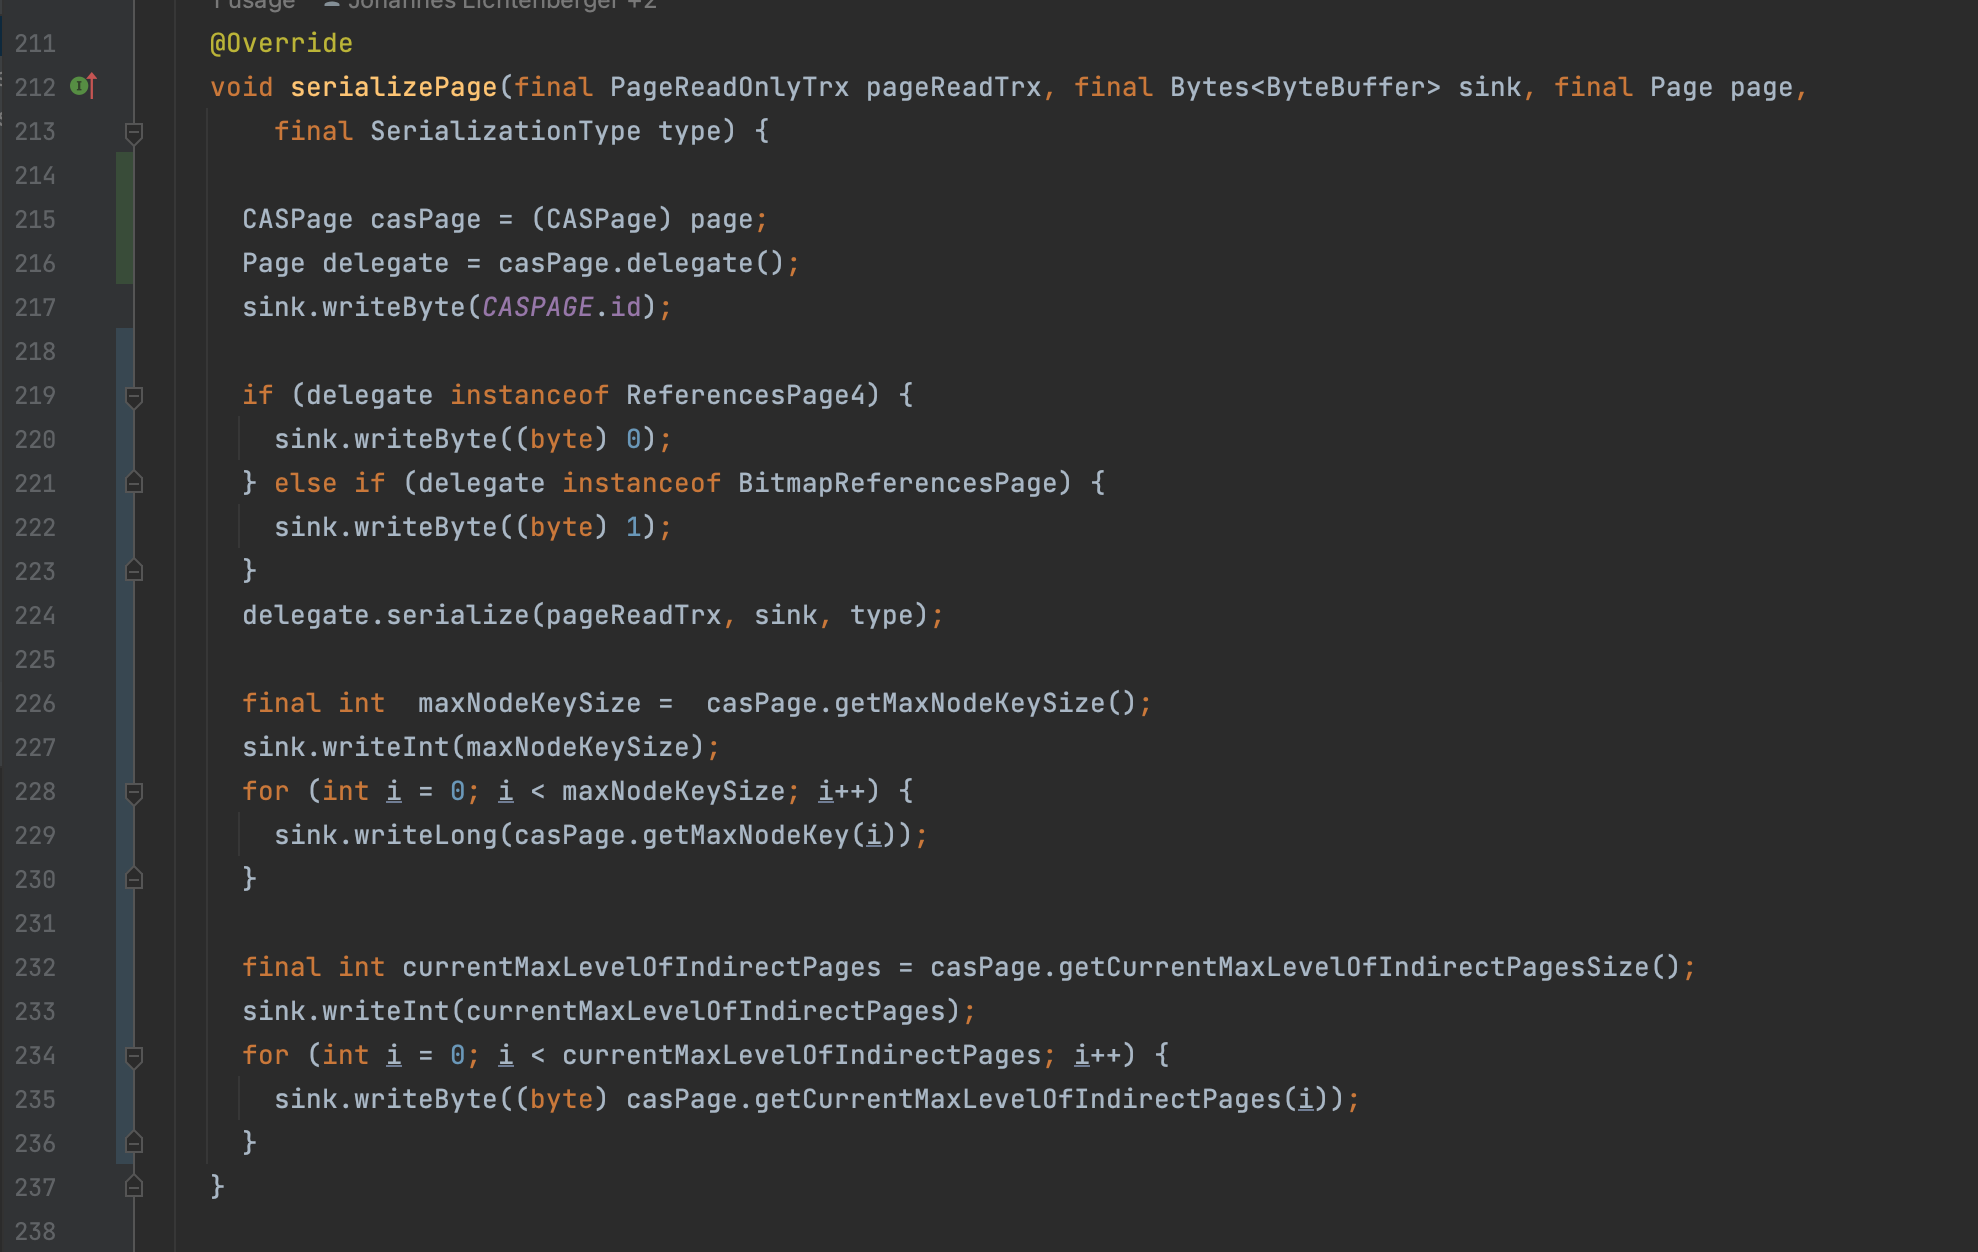 1 usage Johannes Lichtenberger +2
211 @Override
212 void serializePage(final PageReadOnlyTrx pageReadTrx, final Bytes<ByteBuffer> sink, final Page page,
213 final SerializationType type) {
214
215 CASPage casPage = (CASPage) page;
216 Page delegate = casPage.delegate();
217 sink.writeByte(CASPAGE.id);
218
219 if (delegate instanceof ReferencesPage4) {
220 sink.writeByte((byte) 0);
221 } else if (delegate instanceof BitmapReferencesPage) {
222 sink.writeByte((byte) 1);
223 }
224 delegate.serialize(pageReadTrx, sink, type);
225
226 final int  maxNodeKeySize =  casPage.getMaxNodeKeySize();
227 sink.writeInt(maxNodeKeySize);
228 for (int i = 0; i < maxNodeKeySize; i++) {
229 sink.writeLong(casPage.getMaxNodeKey(i));
230 }
231
232 final int currentMaxLevelOfIndirectPages = casPage.getCurrentMaxLevelOfIndirectPagesSize();
233 sink.writeInt(currentMaxLevelOfIndirectPages);
234 for (int i = 0; i < currentMaxLevelOfIndirectPages; i++) {
235 sink.writeByte((byte) casPage.getCurrentMaxLevelOfIndirectPages(i));
236 }
237 }
238